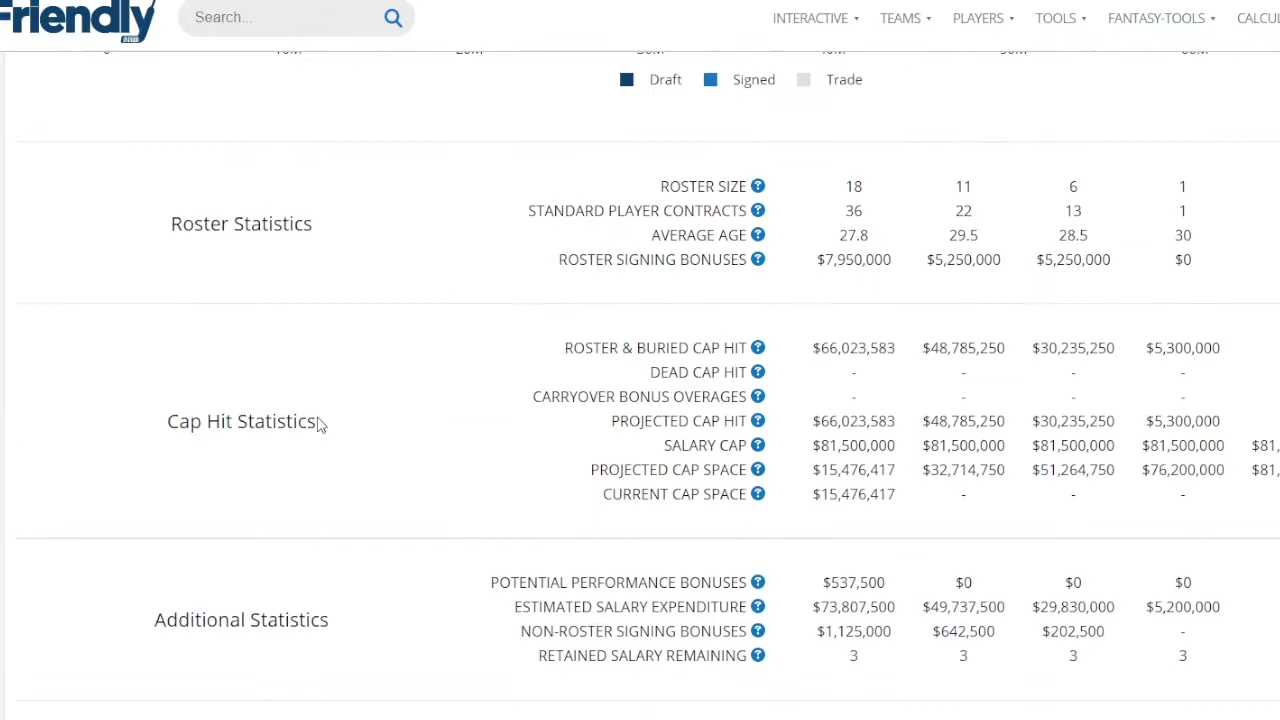 Friendly
Search...
INTERACTIVE TEAMS PLAYERS TOOLS FANTASY-TOOLS CALCU
Draft Signed Trade
Roster Statistics
ROSTER SIZE ? 18 11 6 1
STANDARD PLAYER CONTRACTS ? 36 22 13 1
AVERAGE AGE ? 27.8 29.5 28.5 30
ROSTER SIGNING BONUSES ? $7,950,000 $5,250,000 $5,250,000 $0
Cap Hit Statistics
ROSTER & BURIED CAP HIT ? $66,023,583 $48,785,250 $30,235,250 $5,300,000
DEAD CAP HIT ? - - - -
CARRYOVER BONUS OVERAGES ? - - - -
PROJECTED CAP HIT ? $66,023,583 $48,785,250 $30,235,250 $5,300,000
SALARY CAP ? $81,500,000 $81,500,000 $81,500,000 $81,500,000 $81,
PROJECTED CAP SPACE ? $15,476,417 $32,714,750 $51,264,750 $76,200,000 $81,
CURRENT CAP SPACE ? $15,476,417 - - -
Additional Statistics
POTENTIAL PERFORMANCE BONUSES ? $537,500 $0 $0 $0
ESTIMATED SALARY EXPENDITURE ? $73,807,500 $49,737,500 $29,830,000 $5,200,000
NON-ROSTER SIGNING BONUSES ? $1,125,000 $642,500 $202,500 -
RETAINED SALARY REMAINING ? 3 3 3 3